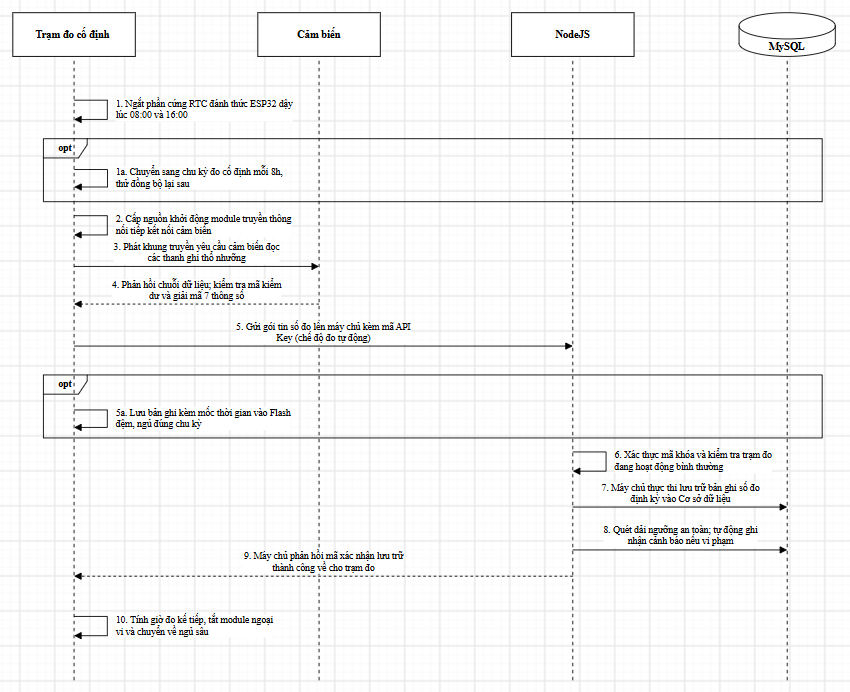 Trạm đo cố định
Cảm biến
NodeJS
MySQL
1. Ngắt phần cứng RTC đánh thức ESP32 dậy
lúc 08:00 và 16:00
opt
1a. Chuyển sang chu kỳ đo cố định mỗi 8h,
thử đồng bộ lại sau
2. Cấp nguồn khởi động module truyền thông
nối tiếp kết nối cảm biến
3. Phát khung truyền yêu cầu cảm biến đọc
các thanh ghi thổ nhưỡng
4. Phản hồi chuỗi dữ liệu; kiểm tra mã kiểm
dư và giải mã 7 thông số
5. Gửi gói tin số đo lên máy chủ kèm mã API
Key (chế độ đo tự động)
opt
5a. Lưu bản ghi kèm mốc thời gian vào Flash
đệm, ngủ đúng chu kỳ
6. Xác thực mã khóa và kiểm tra trạm đo
đang hoạt động bình thường
7. Máy chủ thực thi lưu trữ bản ghi số đo
định kỳ vào Cơ sở dữ liệu
8. Quét dải ngưỡng an toàn; tự động ghi
nhận cảnh báo nếu vi phạm
9. Máy chủ phản hồi mã xác nhận lưu trữ
thành công về cho trạm đo
10. Tính giờ đo kế tiếp, tắt module ngoại
vi và chuyển về ngủ sâu